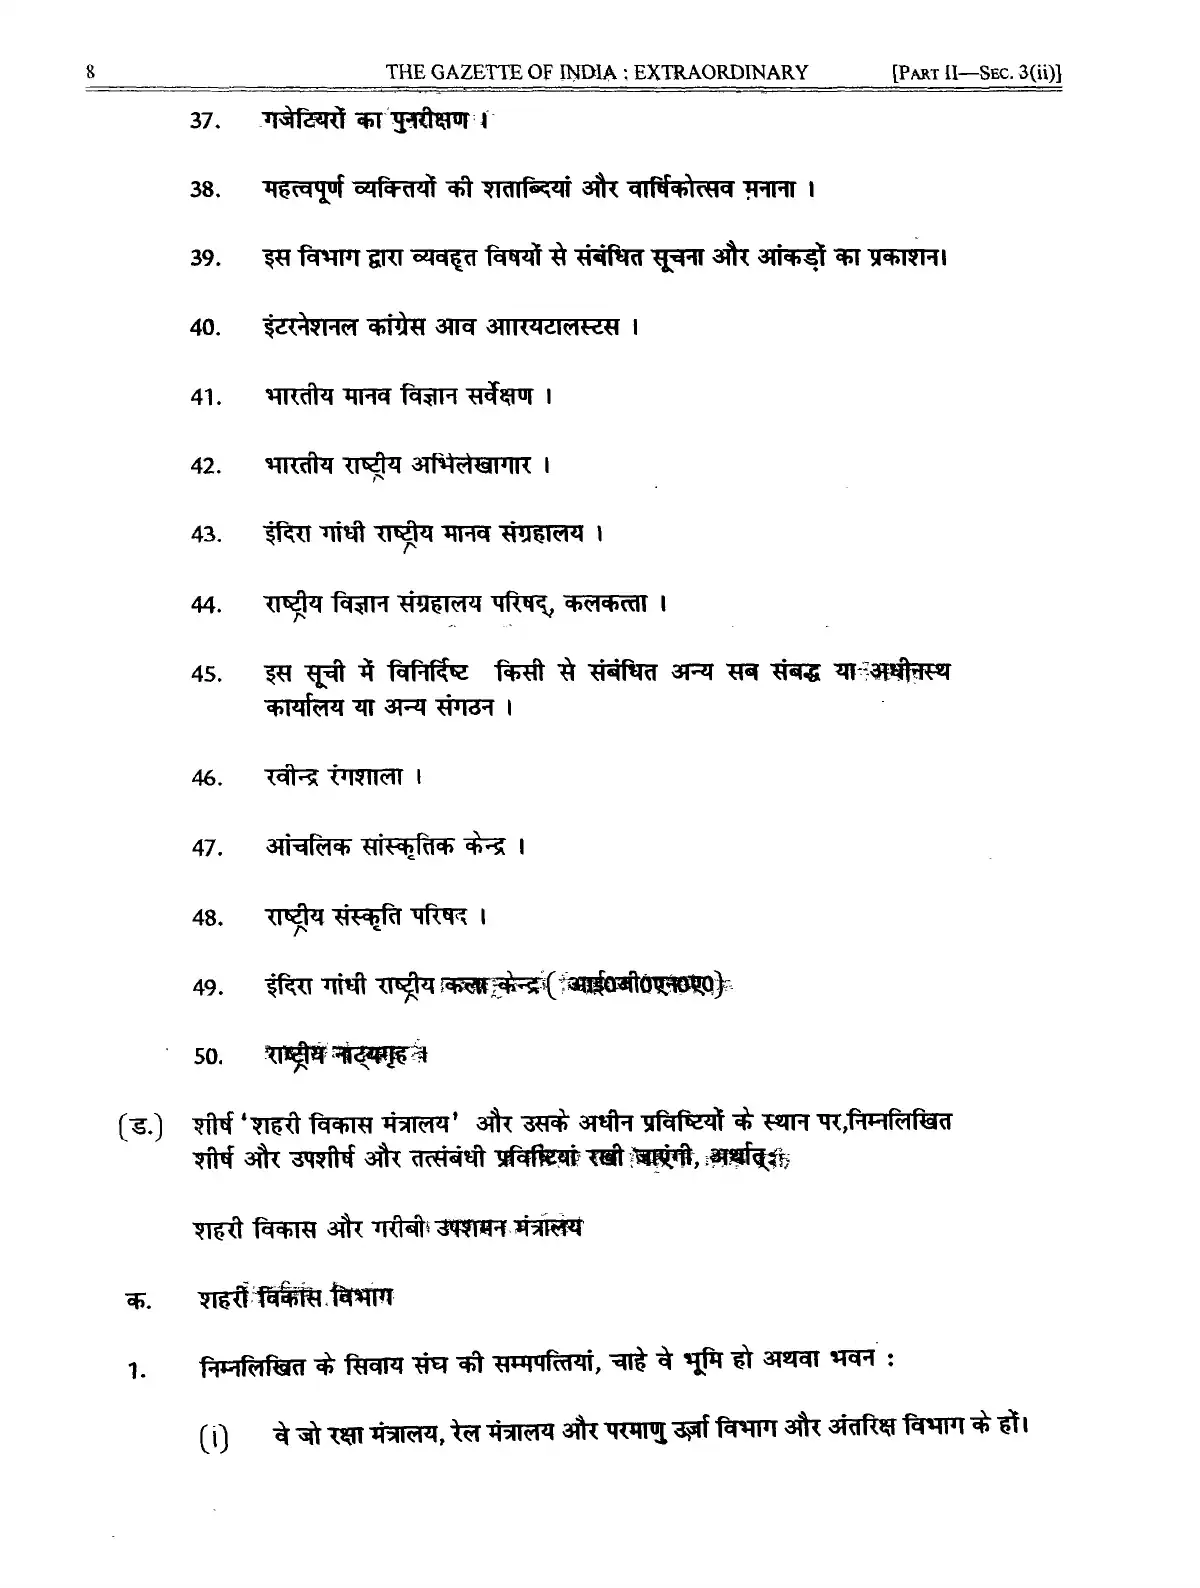 8 THE GAZETTE OF INDIA : EXTRAORDINARY [PART II—SEC. 3(ii)]
37. गजेटियरों का पुनरीक्षण ।
38. महत्वपूर्ण व्यक्तियों की शताब्दियां और वार्षिकोत्सव मनाना ।
39. इस विभाग द्वारा व्यवहृत विषयों से संबंधित सूचना और आंकड़ों का प्रकाशन।
40. इंटरनेशनल कांग्रेस आव आारयटालस्टस ।
41. भारतीय मानव विज्ञान सर्वेक्षण ।
42. भारतीय राष्ट्रीय अभिलेखागार ।
43. इंदिरा गांधी राष्ट्रीय मानव संग्रहालय ।
44. राष्ट्रीय विज्ञान संग्रहालय परिषद्, कलकत्ता ।
45. इस सूची में विनिर्दिष्ट किसी से संबंधित अन्य सब संबद्ध या अधीनस्थ
कार्यालय या अन्य संगठन ।
46. रवीन्द्र रंगशाला ।
47. आंचलिक सांस्कृतिक केन्द्र ।
48. राष्ट्रीय संस्कृति परिषद ।
49. इंदिरा गांधी राष्ट्रीय कला केन्द्र ( आई0जी0एन0ए0)
50. राष्ट्रीय नाट्यगृह ।
(ड.) शीर्ष ‘शहरी विकास मंत्रालय’ और उसके अधीन प्रविष्टियों के स्थान पर,निम्नलिखित
शीर्ष और उपशीर्ष और तत्संबंधी प्रविष्टियां रखी जाएंगी, अर्थात्:
शहरी विकास और गरीबी उपशमन मंत्रालय
क. शहरी विकास विभाग
1. निम्नलिखित के सिवाय संघ की सम्पत्तियां, चाहे वे भूमि हो अथवा भवन :
(i) वे जो रक्षा मंत्रालय, रेल मंत्रालय और परमाणु उर्जा विभाग और अंतरिक्ष विभाग के हों।